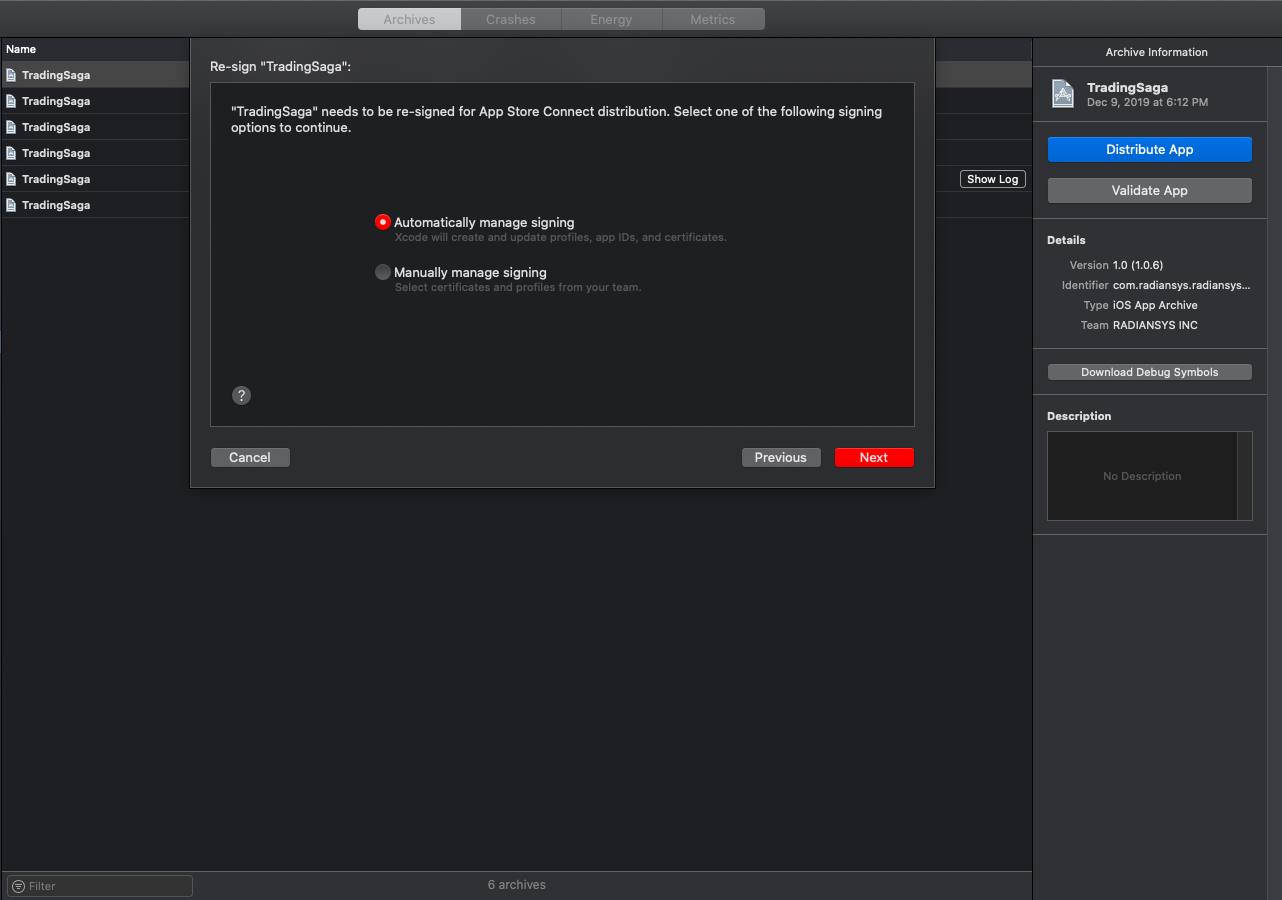 Archives Crashes Energy Metrics
Name
TradingSaga
TradingSaga
TradingSaga
TradingSaga
TradingSaga
TradingSaga
Re-sign "TradingSaga":
"TradingSaga" needs to be re-signed for App Store Connect distribution. Select one of the following signing
options to continue.
Automatically manage signing
Xcode will create and update profiles, app IDs, and certificates.
Manually manage signing
Select certificates and profiles from your team.
?
Cancel
Previous
Next
Show Log
Archive Information
TradingSaga
Dec 9, 2019 at 6:12 PM
Distribute App
Validate App
Details
Version 1.0 (1.0.6)
Identifier com.radiansys.radiansys...
Type iOS App Archive
Team RADIANSYS INC
Download Debug Symbols
Description
No Description
Filter
6 archives